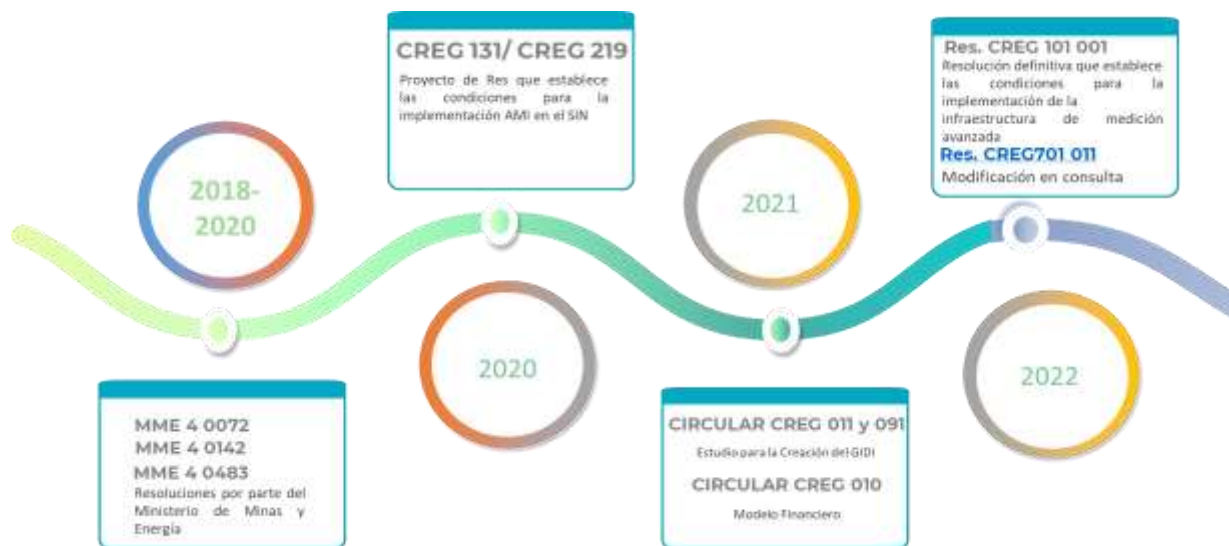 2018-
2020
MME 4 0072
MME 4 0142
MME 4 0483
Resoluciones por parte del
Ministerio de Minas y
Energía
CREG 131/ CREG 219
Proyecto de Res que establece
las condiciones para la
implementación AMI en el SIN
2020
2021
CIRCULAR CREG 011 y 091
Estudio para la Creación del GIDI
CIRCULAR CREG 010
Modelo Financiero
Res. CREG 101 001
Resolución definitiva que establece
las condiciones para la
implementación de la
infraestructura de medición
avanzada
Res. CREG701 011
Modificación en consulta
2022